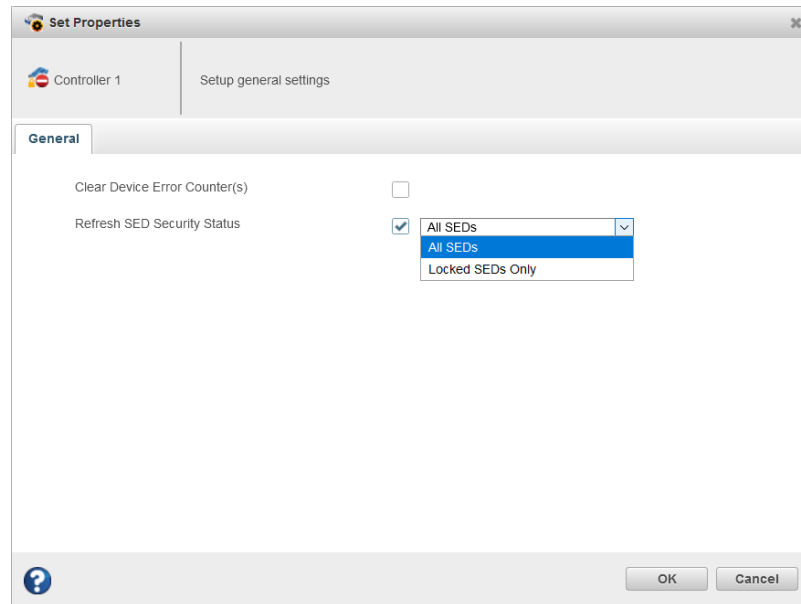 Set Properties
Controller 1
Setup general settings
General
Clear Device Error Counter(s)
Refresh SED Security Status
All SEDs
All SEDs
Locked SEDs Only
?
OK
Cancel